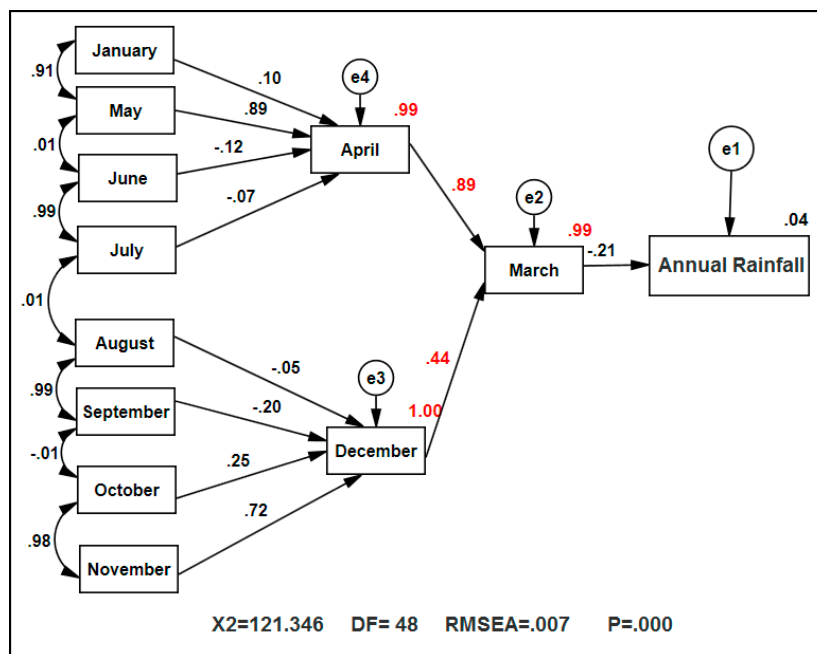 January
.91
.10
e4
May
.89
.99
.01
-.12
April
e1
June
.89
.99
-.07
e2
July
.99
.04
-.21
Annual Rainfall
March
.01
August
-.05
.44
.99
e3
September
-.20
1.00
-.01
December
.25
October
.72
.98
November
X2=121.346 DF= 48 RMSEA=.007 P=.000